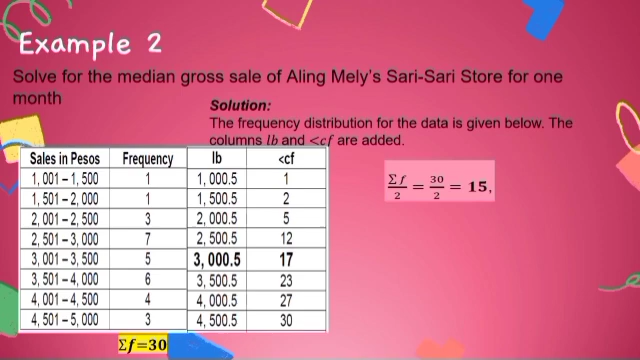 Example 2
Solve for the median gross sale of Aling Mely's Sari-Sari Store for one
month
Solution:
The frequency distribution for the data is given below. The
columns lb and <cf are added.
Sales in Pesos Frequency lb <cf
1, 001 – 1, 500 1 1, 000.5 1
1, 501 – 2, 000 1 1, 500.5 2
2, 001 – 2, 500 3 2, 000.5 5
2, 501 – 3, 000 7 2, 500.5 12
3, 001 – 3, 500 5 3, 000.5 17
3, 501 – 4, 000 6 3, 500.5 23
4, 001 – 4, 500 4 4, 000.5 27
4, 501 – 5, 000 3 4, 500.5 30
Σf=30
Σf/2 = 30/2 = 15,